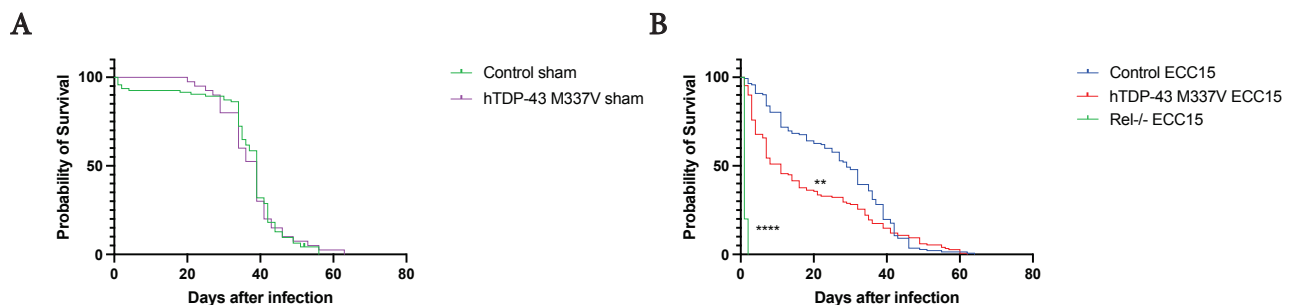 A
B
Control sham
hTDP-43 M337V sham
Control ECC15
hTDP-43 M337V ECC15
Rel-/- ECC15
Probability of Survival
100
50
0
0
20
40
60
80
Days after infection
Probability of Survival
100
50
0
**
****
0
20
40
60
80
Days after infection